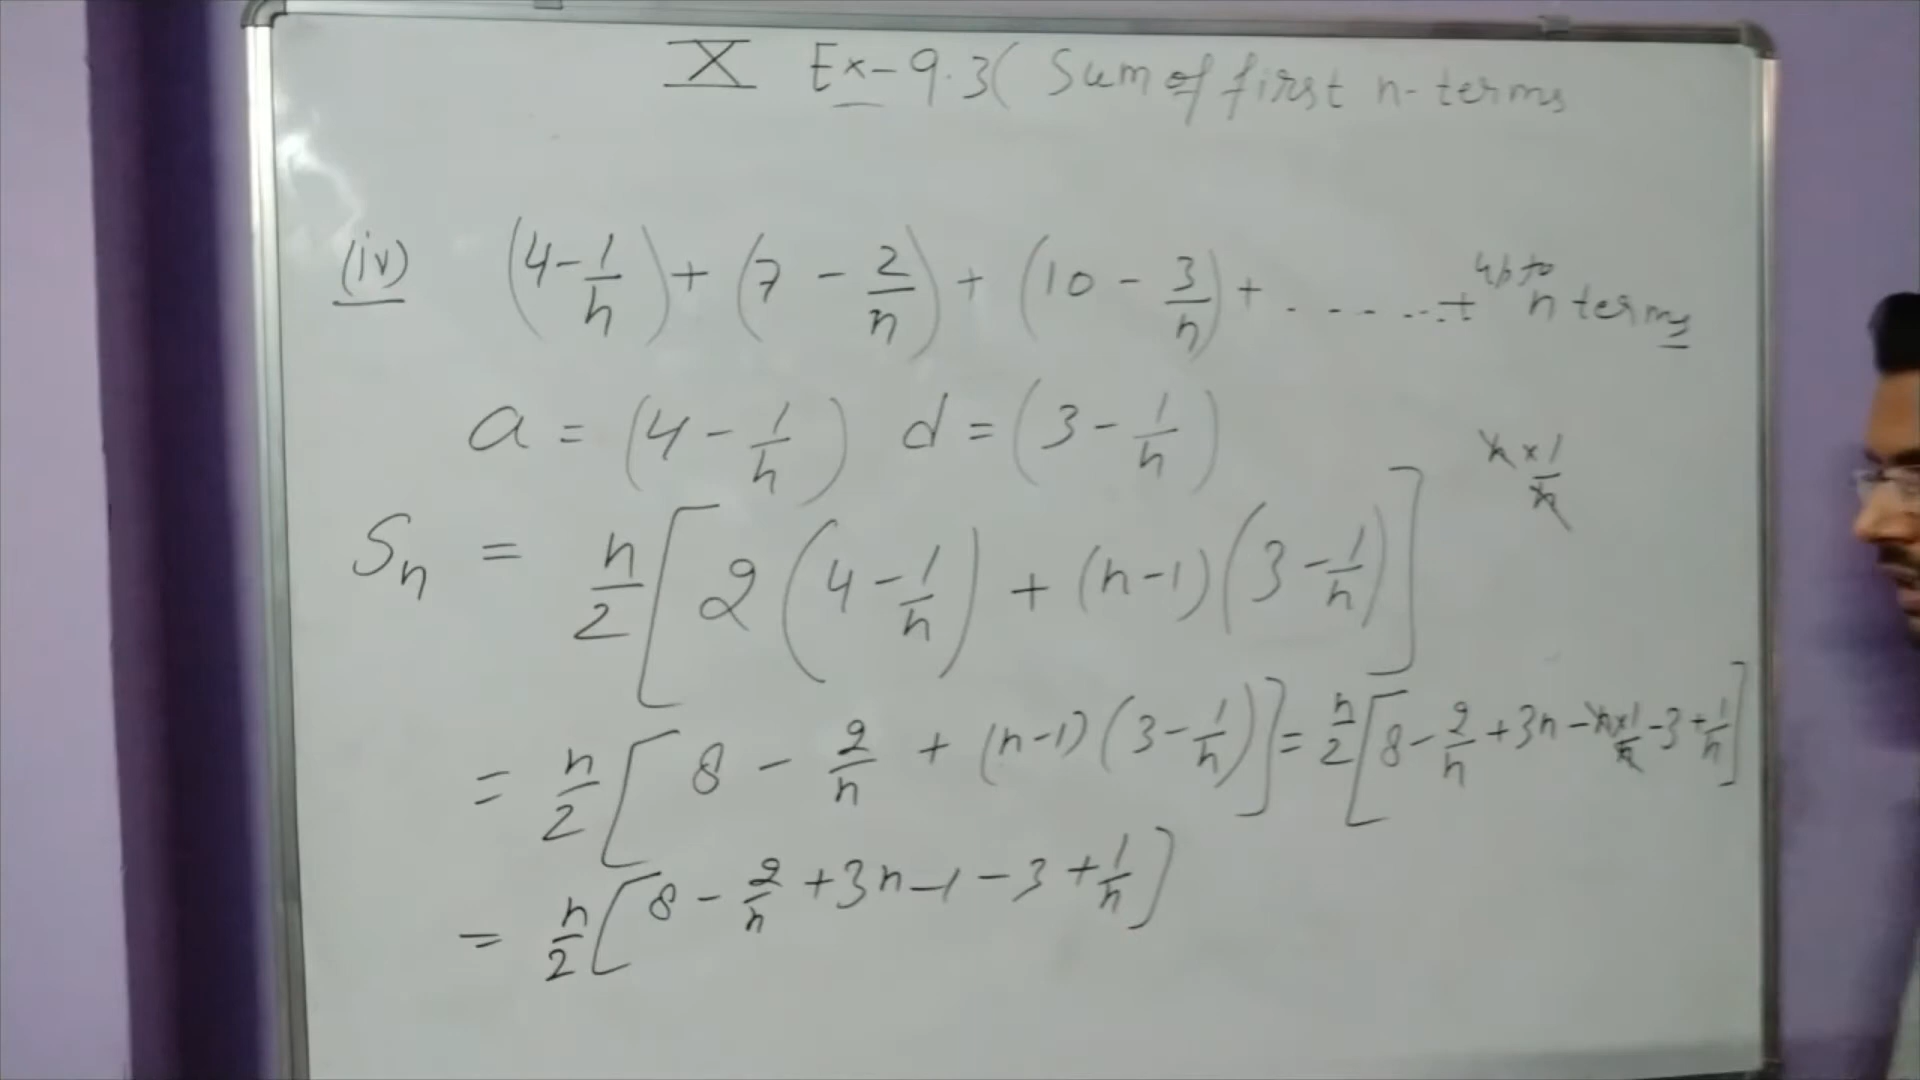 X Ex-9.3( Sum of first n-terms
(iv) (4-1/n)+(7-2/n)+(10-3/n)+.......+ up to n terms
a = (4-1/n) d = (3-1/n)
n×1/n
Sn = n/2[2(4-1/n)+(n-1)(3-1/n)]
= n/2[8-2/n+(n-1)(3-1/n)]= n/2[8-2/n+3n-n×1/n-3+1/n]
= n/2[8-2/n+3n-1-3+1/n]